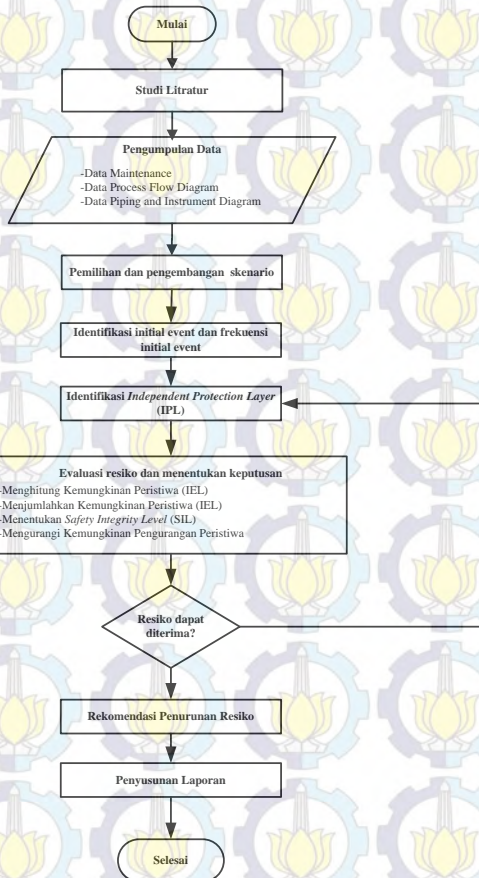 Mulai
Studi Litratur
Pengumpulan Data
-Data Maintenance
-Data Process Flow Diagram
-Data Piping and Instrument Diagram
Pemilihan dan pengembangan skenario
Identifikasi initial event dan frekuensi
initial event
Identifikasi Independent Protection Layer
(IPL)
Evaluasi resiko dan menentukan keputusan
-Menghitung Kemungkinan Peristiwa (IEL)
-Menjumlahkan Kemungkinan Peristiwa (IEL)
-Menentukan Safety Integrity Level (SIL)
-Mengurangi Kemungkinan Pengurangan Peristiwa
Resiko dapat
diterima?
Rekomendasi Penurunan Resiko
Penyusunan Laporan
Selesai